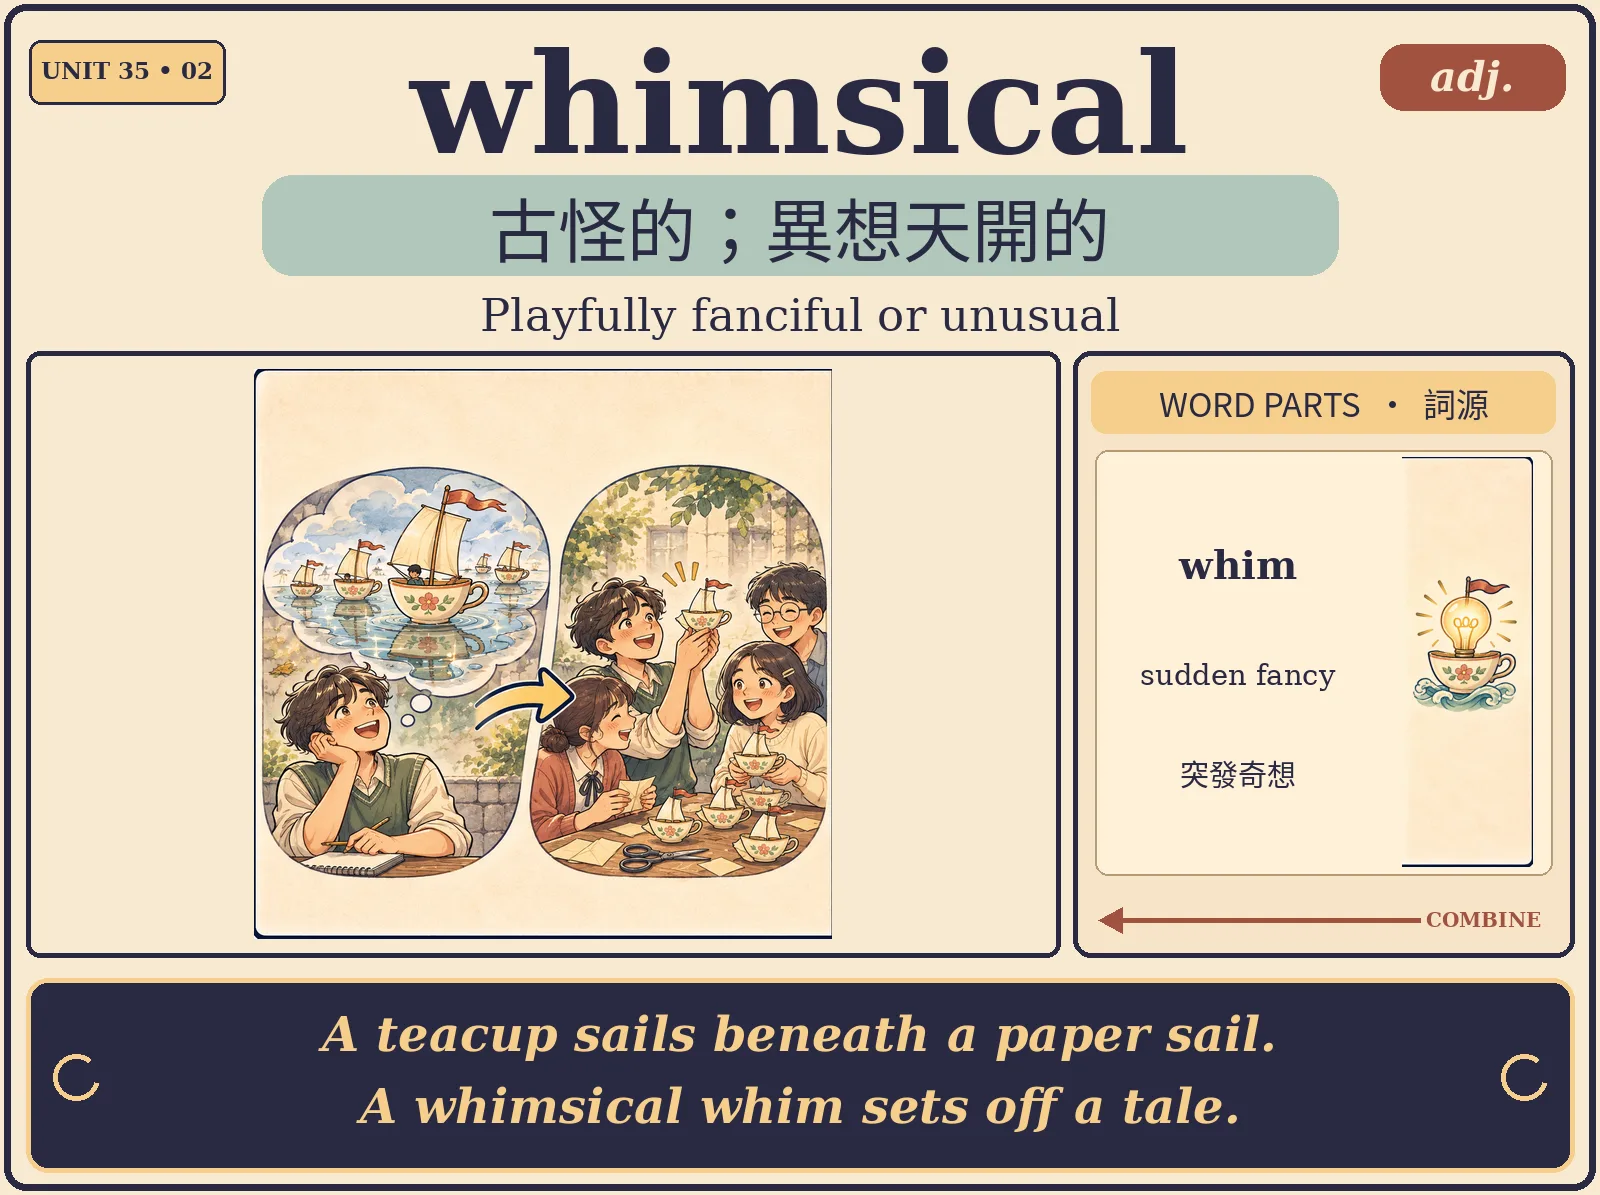 UNIT 35 • 02
whimsical
adj.
古怪的；異想天開的
Playfully fanciful or unusual
WORD PARTS • 詞源
whim
sudden fancy
突發奇想
COMBINE
A teacup sails beneath a paper sail.
A whimsical whim sets off a tale.